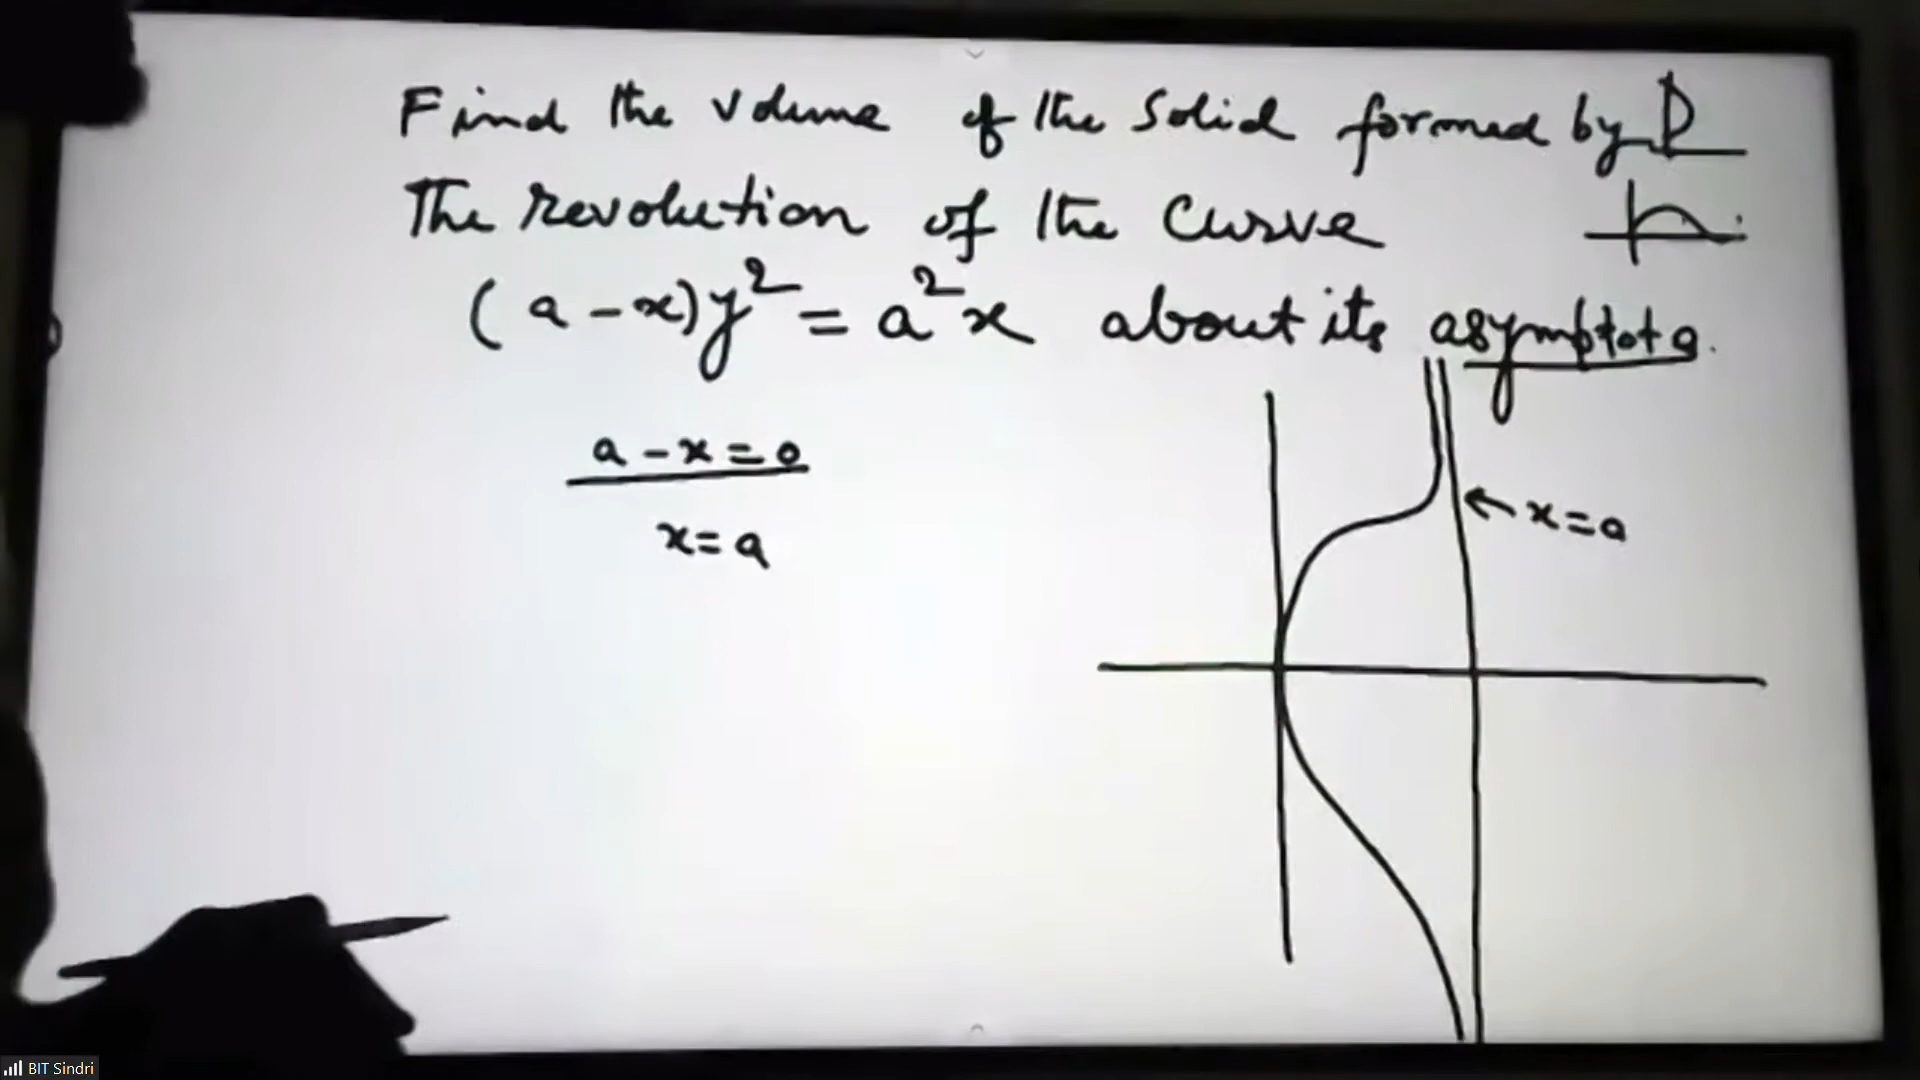 Find the volume of the solid formed by
The revolution of the curve
(a-x)y² = a²x about its asymptote.
a-x=0
x=a
x=a
BIT Sindri